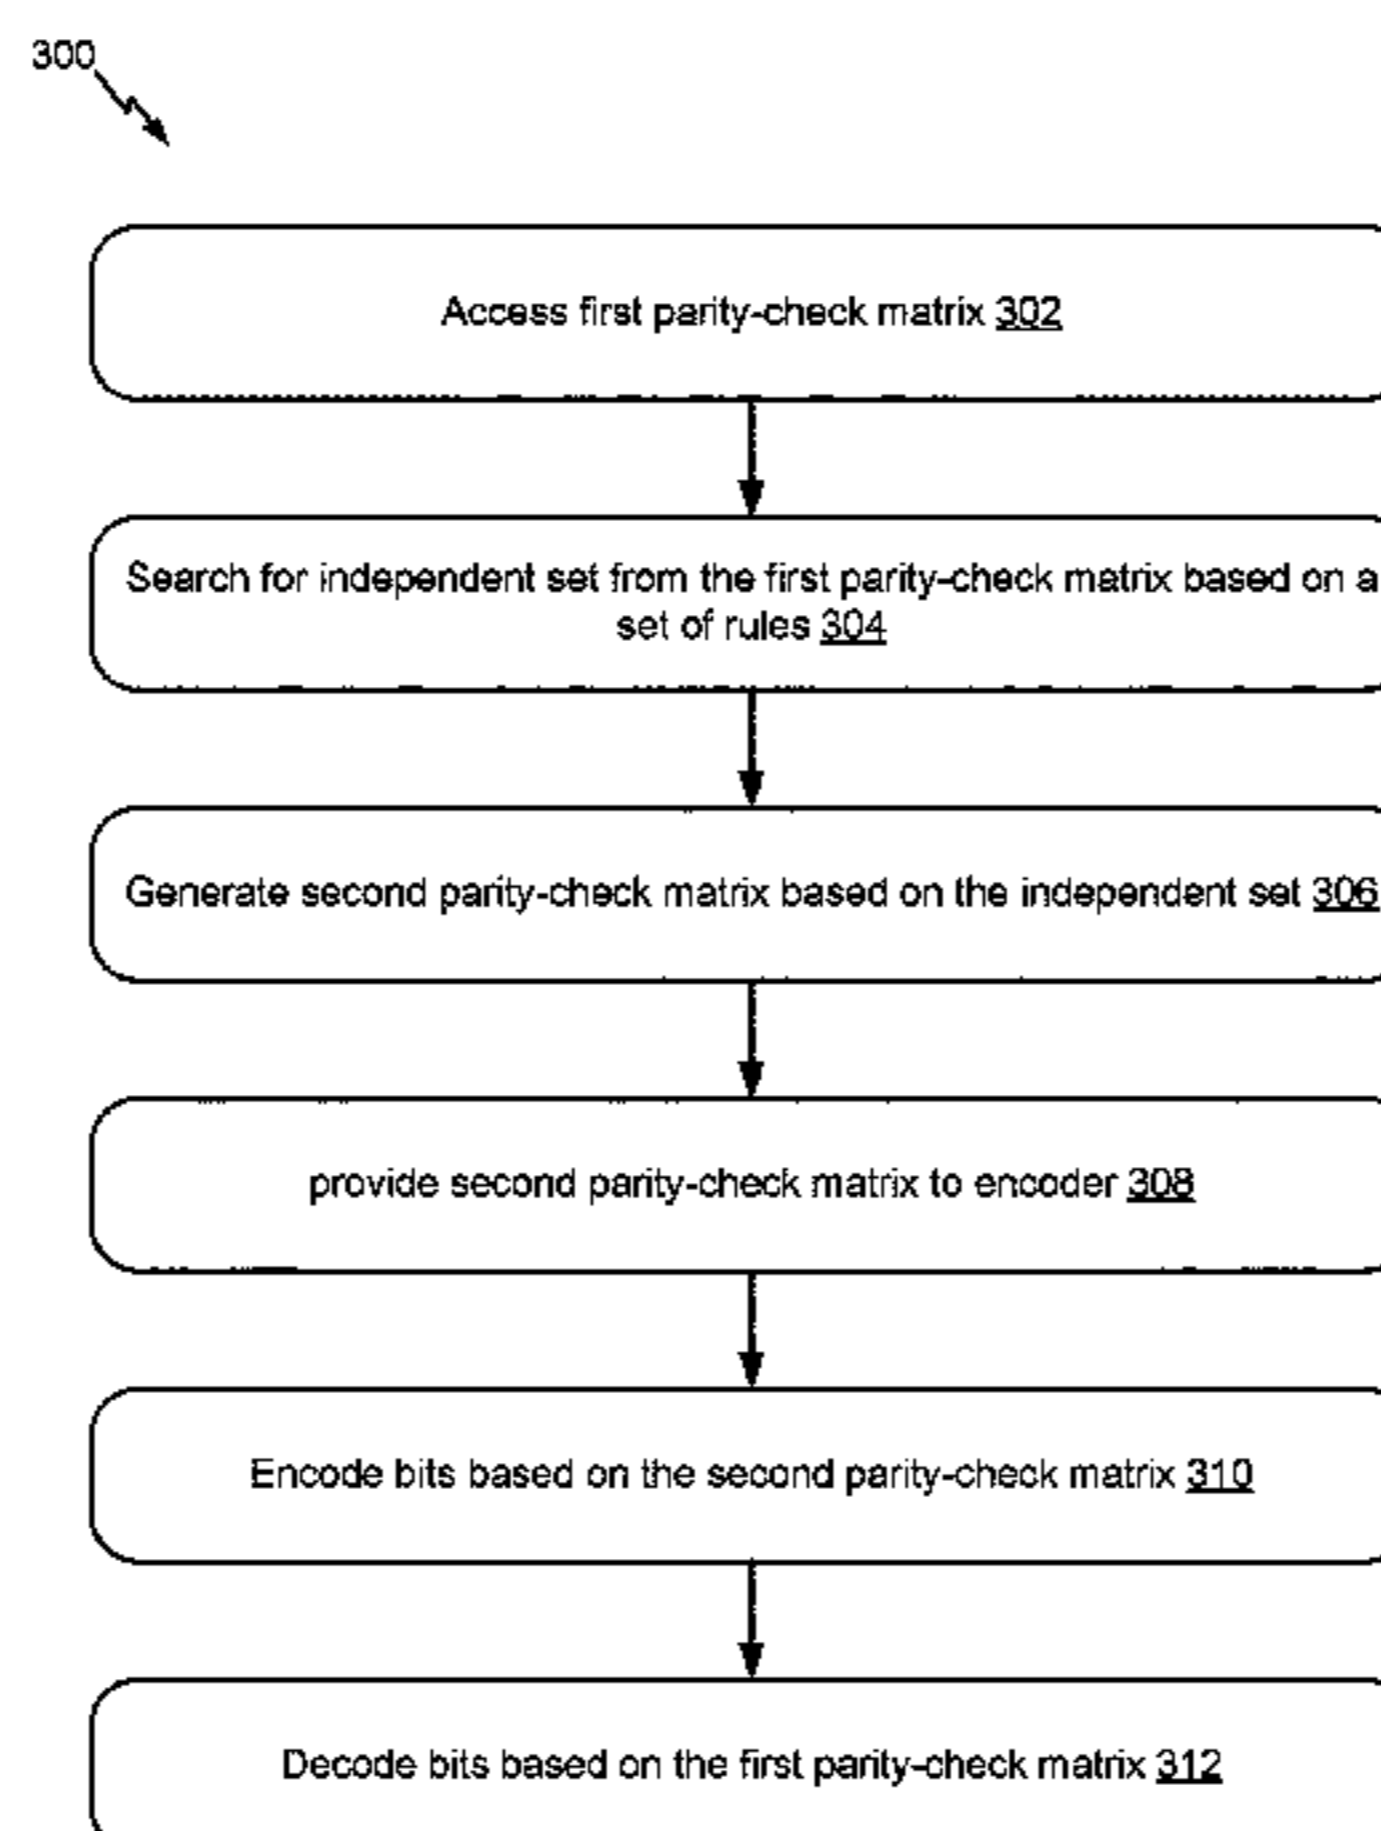 300
Access first parity-check matrix 302
Search for independent set from the first parity-check matrix based on a
set of rules 304
Generate second parity-check matrix based on the independent set 306
provide second parity-check matrix to encoder 308
Encode bits based on the second parity-check matrix 310
Decode bits based on the first parity-check matrix 312